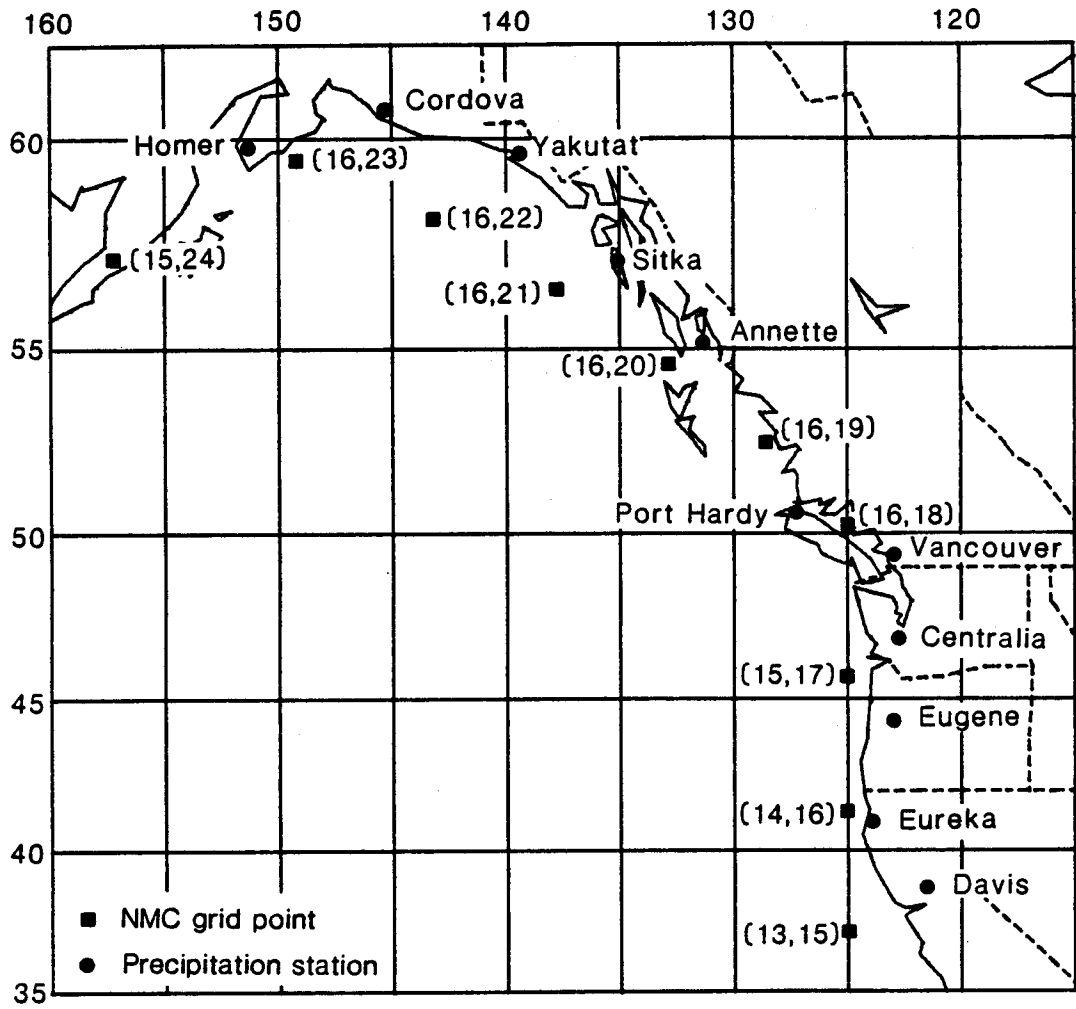 160 150 140 130 120
Cordova
60
Homer
Yakutat
(16,23)
(16,22)
(15,24)
Sitka
(16,21)
Annette
55
(16,20)
(16,19)
Port Hardy
(16,18)
50
Vancouver
Centralia
(15,17)
45
Eugene
(14,16)
Eureka
40
Davis
NMC grid point
(13,15)
Precipitation station
35